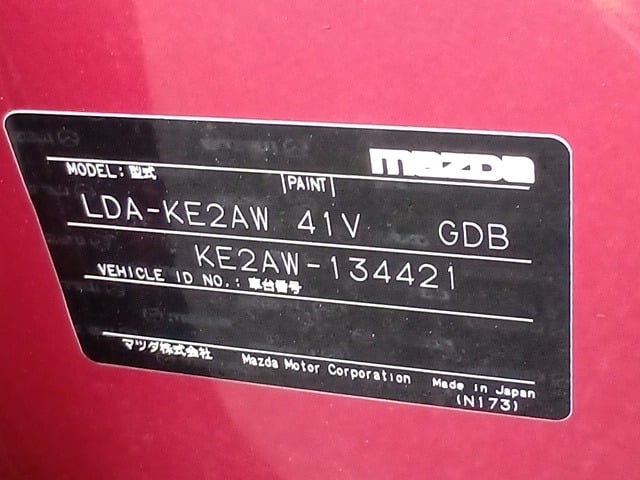 mazda
MODEL: 型式
PAINT
LDA-KE2AW 41V GDB
KE2AW-134421
VEHICLE ID NO.: 車台番号
マツダ株式会社 Mazda Motor Corporation Made in Japan
(N173)